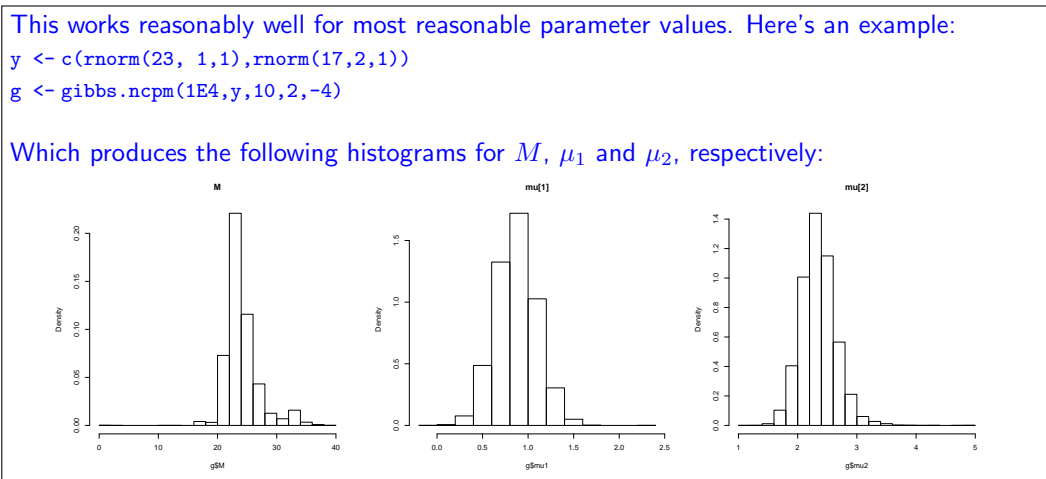 This works reasonably well for most reasonable parameter values. Here's an example:
y <- c(rnorm(23, 1,1),rnorm(17,2,1))
g <- gibbs.ncpm(1E4,y,10,2,-4)
Which produces the following histograms for M, μ1 and μ2, respectively:
M
Density
0.00 0.05 0.10 0.15 0.20
0 10 20 30 40
g$M
mu[1]
Density
0.0 0.5 1.0 1.5
0.0 0.5 1.0 1.5 2.0 2.5
g$mu1
mu[2]
Density
0.0 0.2 0.4 0.6 0.8 1.0 1.2 1.4
1 2 3 4 5
g$mu2